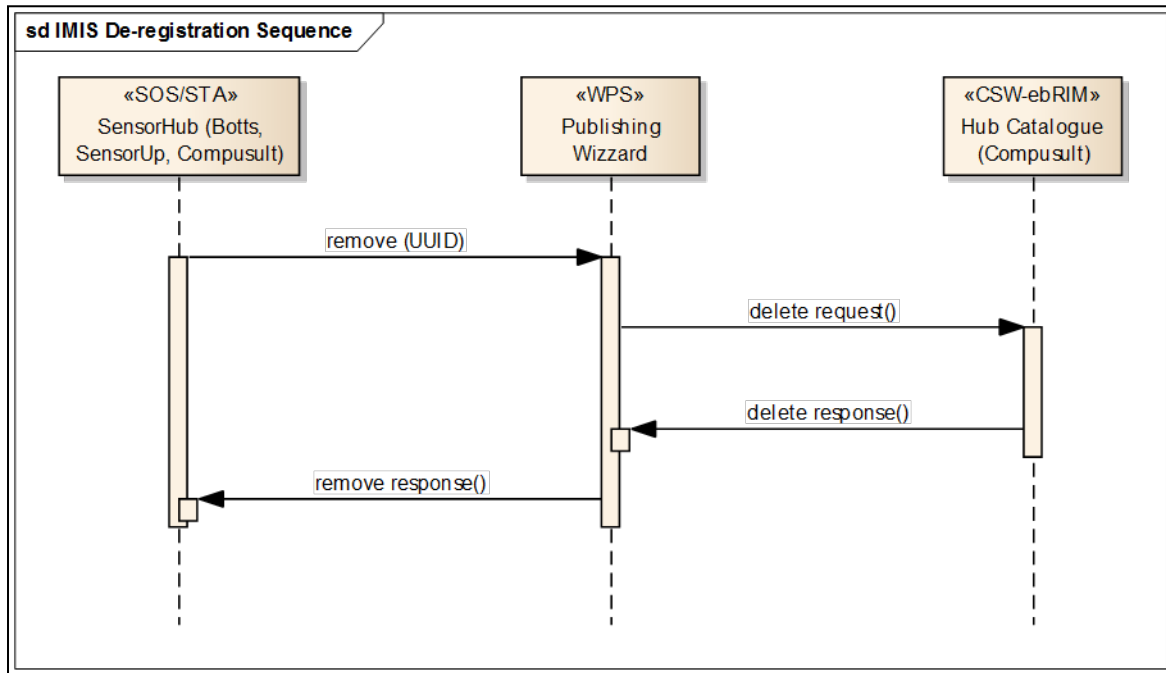 sd IMIS De-registration Sequence
«SOS/STA»
SensorHub (Botts,
SensorUp, Compusult)
«WPS»
Publishing
Wizzard
«CSW-ebRIM»
Hub Catalogue
(Compusult)
remove (UUID)
delete request()
delete response()
remove response()